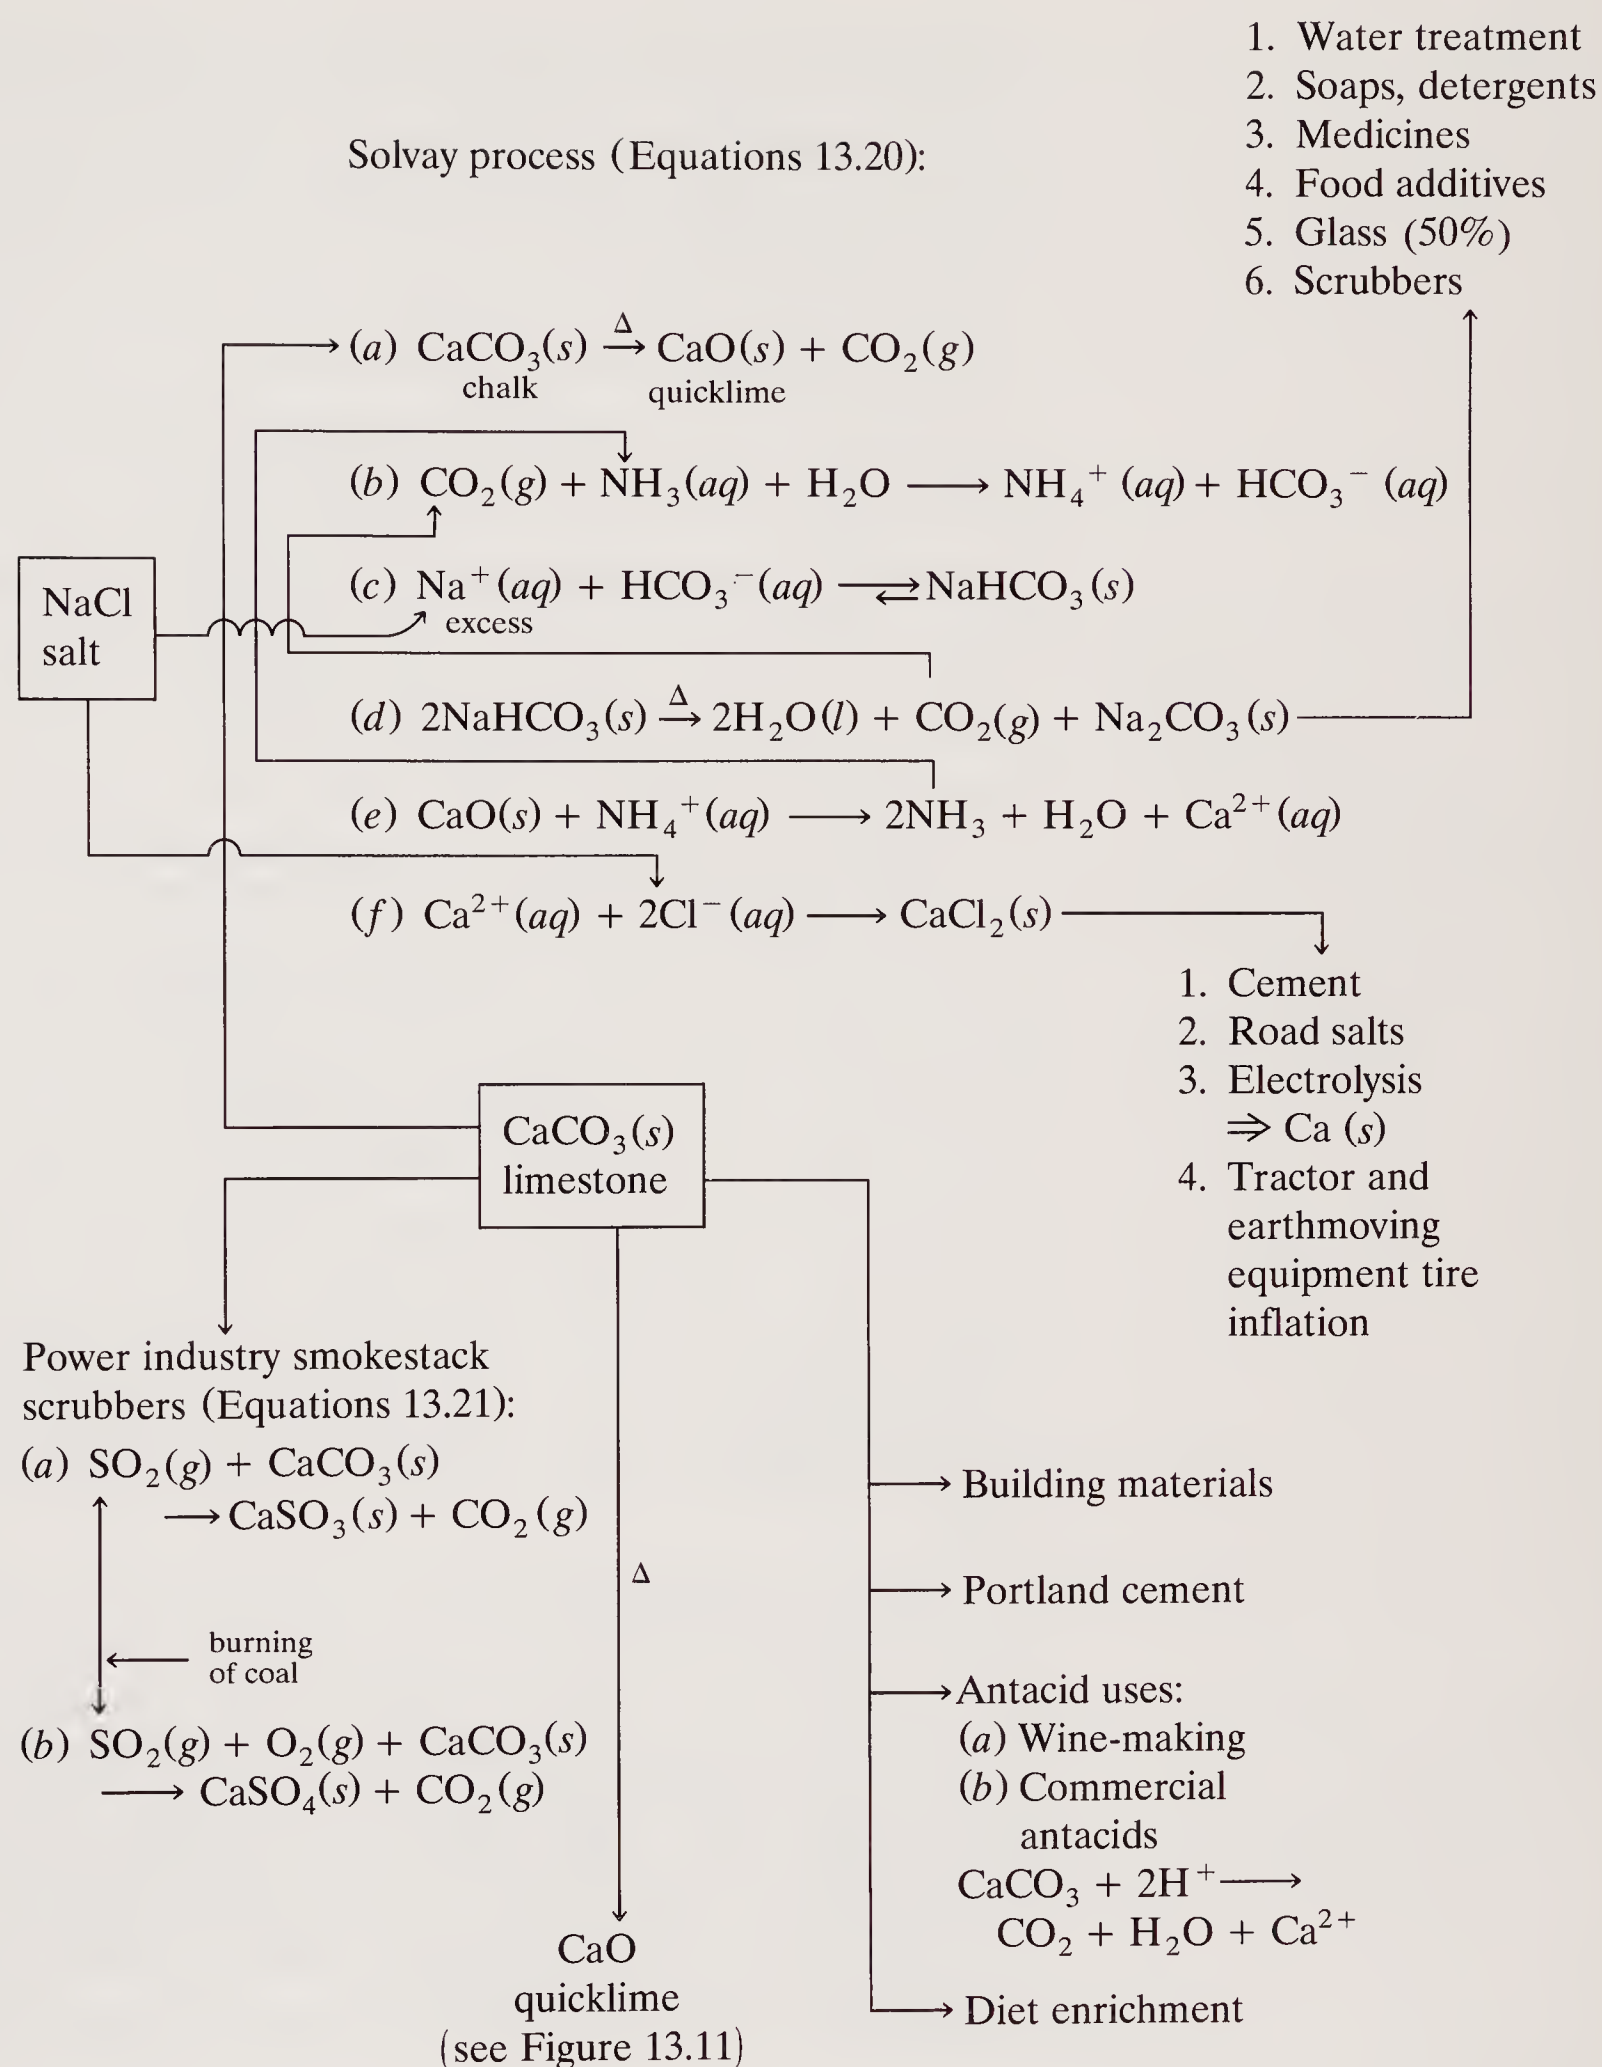 1. Water treatment
2. Soaps, detergents
3. Medicines
4. Food additives
5. Glass (50%)
6. Scrubbers
Solvay process (Equations 13.20):
(a) CaCO₃(s) Δ→ CaO(s) + CO₂(g)
chalk quicklime
(b) CO₂(g) + NH₃(aq) + H₂O ⟶ NH₄⁺ (aq) + HCO₃⁻ (aq)
NaCl
salt
(c) Na⁺(aq) + HCO₃⁻(aq) ⇄ NaHCO₃(s)
excess
(d) 2NaHCO₃(s) Δ→ 2H₂O(l) + CO₂(g) + Na₂CO₃(s)
(e) CaO(s) + NH₄⁺(aq) ⟶ 2NH₃ + H₂O + Ca²⁺(aq)
(f) Ca²⁺(aq) + 2Cl⁻(aq) ⟶ CaCl₂(s)
1. Cement
2. Road salts
3. Electrolysis
⇒ Ca (s)
4. Tractor and
earthmoving
equipment tire
inflation
CaCO₃(s)
limestone
Power industry smokestack
scrubbers (Equations 13.21):
(a) SO₂(g) + CaCO₃(s)
⟶ CaSO₃(s) + CO₂(g)
burning
of coal
(b) SO₂(g) + O₂(g) + CaCO₃(s)
⟶ CaSO₄(s) + CO₂(g)
Δ
CaO
quicklime
(see Figure 13.11)
Building materials
Portland cement
Antacid uses:
(a) Wine-making
(b) Commercial
antacids
CaCO₃ + 2H⁺ ⟶
CO₂ + H₂O + Ca²⁺
Diet enrichment